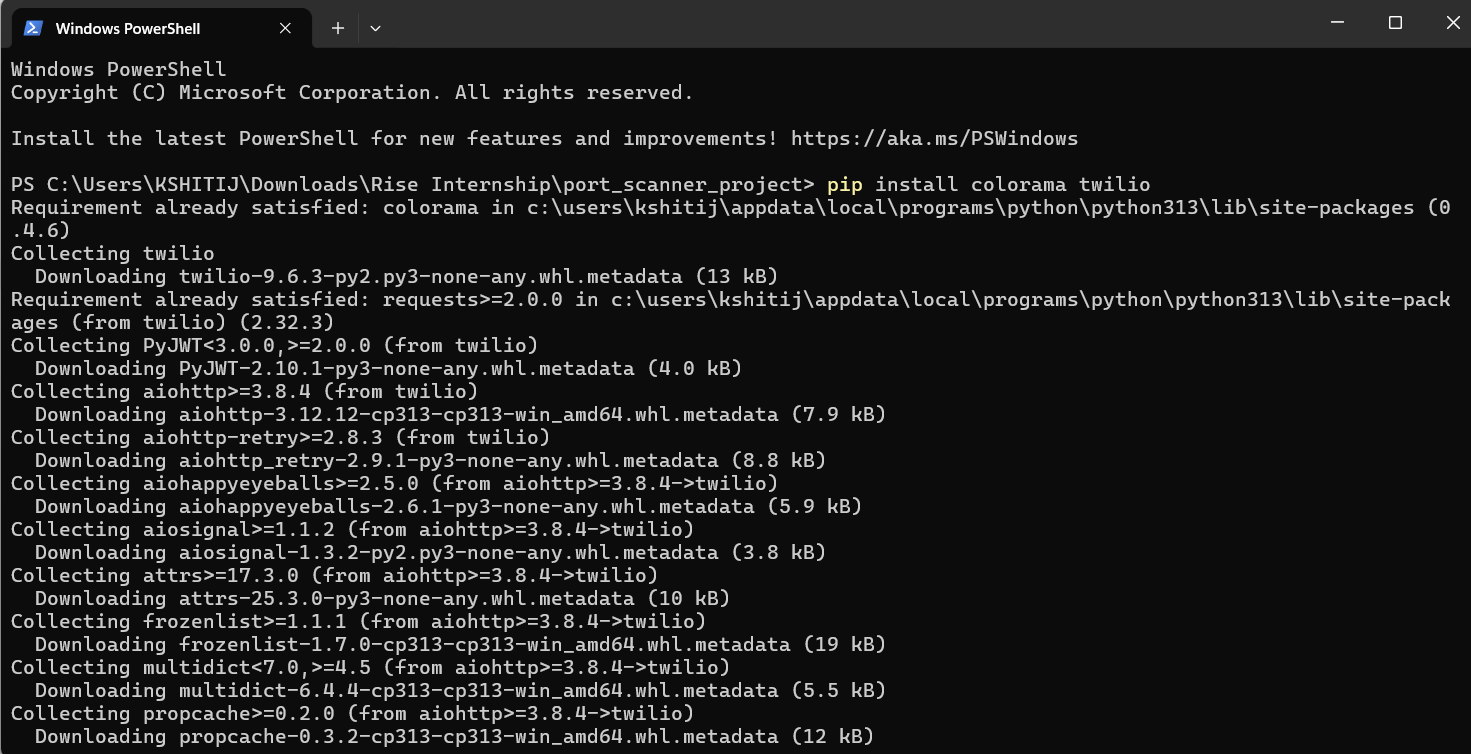 Windows PowerShell
Windows PowerShell
Copyright (C) Microsoft Corporation. All rights reserved.
Install the latest PowerShell for new features and improvements! https://aka.ms/PSWindows
PS C:\Users\KSHITIJ\Downloads\Rise Internship\port_scanner_project> pip install colorama twilio
Requirement already satisfied: colorama in c:\users\kshitij\appdata\local\programs\python\python313\lib\site-packages (0
.4.6)
Collecting twilio
  Downloading twilio-9.6.3-py2.py3-none-any.whl.metadata (13 kB)
Requirement already satisfied: requests>=2.0.0 in c:\users\kshitij\appdata\local\programs\python\python313\lib\site-pack
ages (from twilio) (2.32.3)
Collecting PyJWT<3.0.0,>=2.0.0 (from twilio)
  Downloading PyJWT-2.10.1-py3-none-any.whl.metadata (4.0 kB)
Collecting aiohttp>=3.8.4 (from twilio)
  Downloading aiohttp-3.12.12-cp313-cp313-win_amd64.whl.metadata (7.9 kB)
Collecting aiohttp-retry>=2.8.3 (from twilio)
  Downloading aiohttp_retry-2.9.1-py3-none-any.whl.metadata (8.8 kB)
Collecting aiohappyeyeballs>=2.5.0 (from aiohttp>=3.8.4->twilio)
  Downloading aiohappyeyeballs-2.6.1-py3-none-any.whl.metadata (5.9 kB)
Collecting aiosignal>=1.1.2 (from aiohttp>=3.8.4->twilio)
  Downloading aiosignal-1.3.2-py2.py3-none-any.whl.metadata (3.8 kB)
Collecting attrs>=17.3.0 (from aiohttp>=3.8.4->twilio)
  Downloading attrs-25.3.0-py3-none-any.whl.metadata (10 kB)
Collecting frozenlist>=1.1.1 (from aiohttp>=3.8.4->twilio)
  Downloading frozenlist-1.7.0-cp313-cp313-win_amd64.whl.metadata (19 kB)
Collecting multidict<7.0,>=4.5 (from aiohttp>=3.8.4->twilio)
  Downloading multidict-6.4.4-cp313-cp313-win_amd64.whl.metadata (5.5 kB)
Collecting propcache>=0.2.0 (from aiohttp>=3.8.4->twilio)
  Downloading propcache-0.3.2-cp313-cp313-win_amd64.whl.metadata (12 kB)